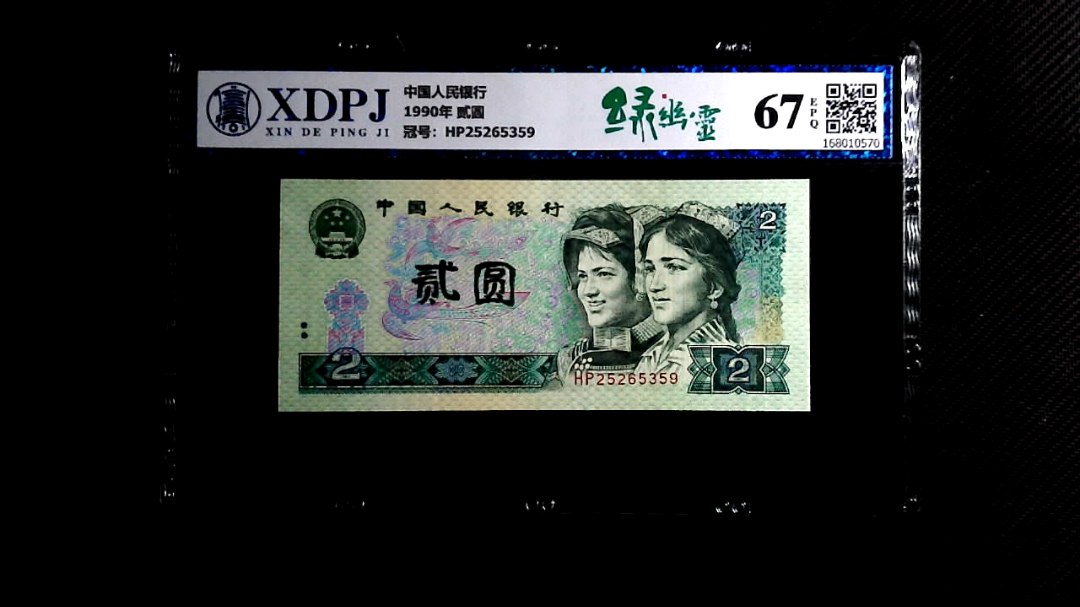 XDPJ
XIN DE PING JI
中国人民银行
1990年 贰圆
冠号：HP25265359
绿幽灵
67
EPQ
168010570
中国人民银行
2
贰圆
2
HP25265359
2